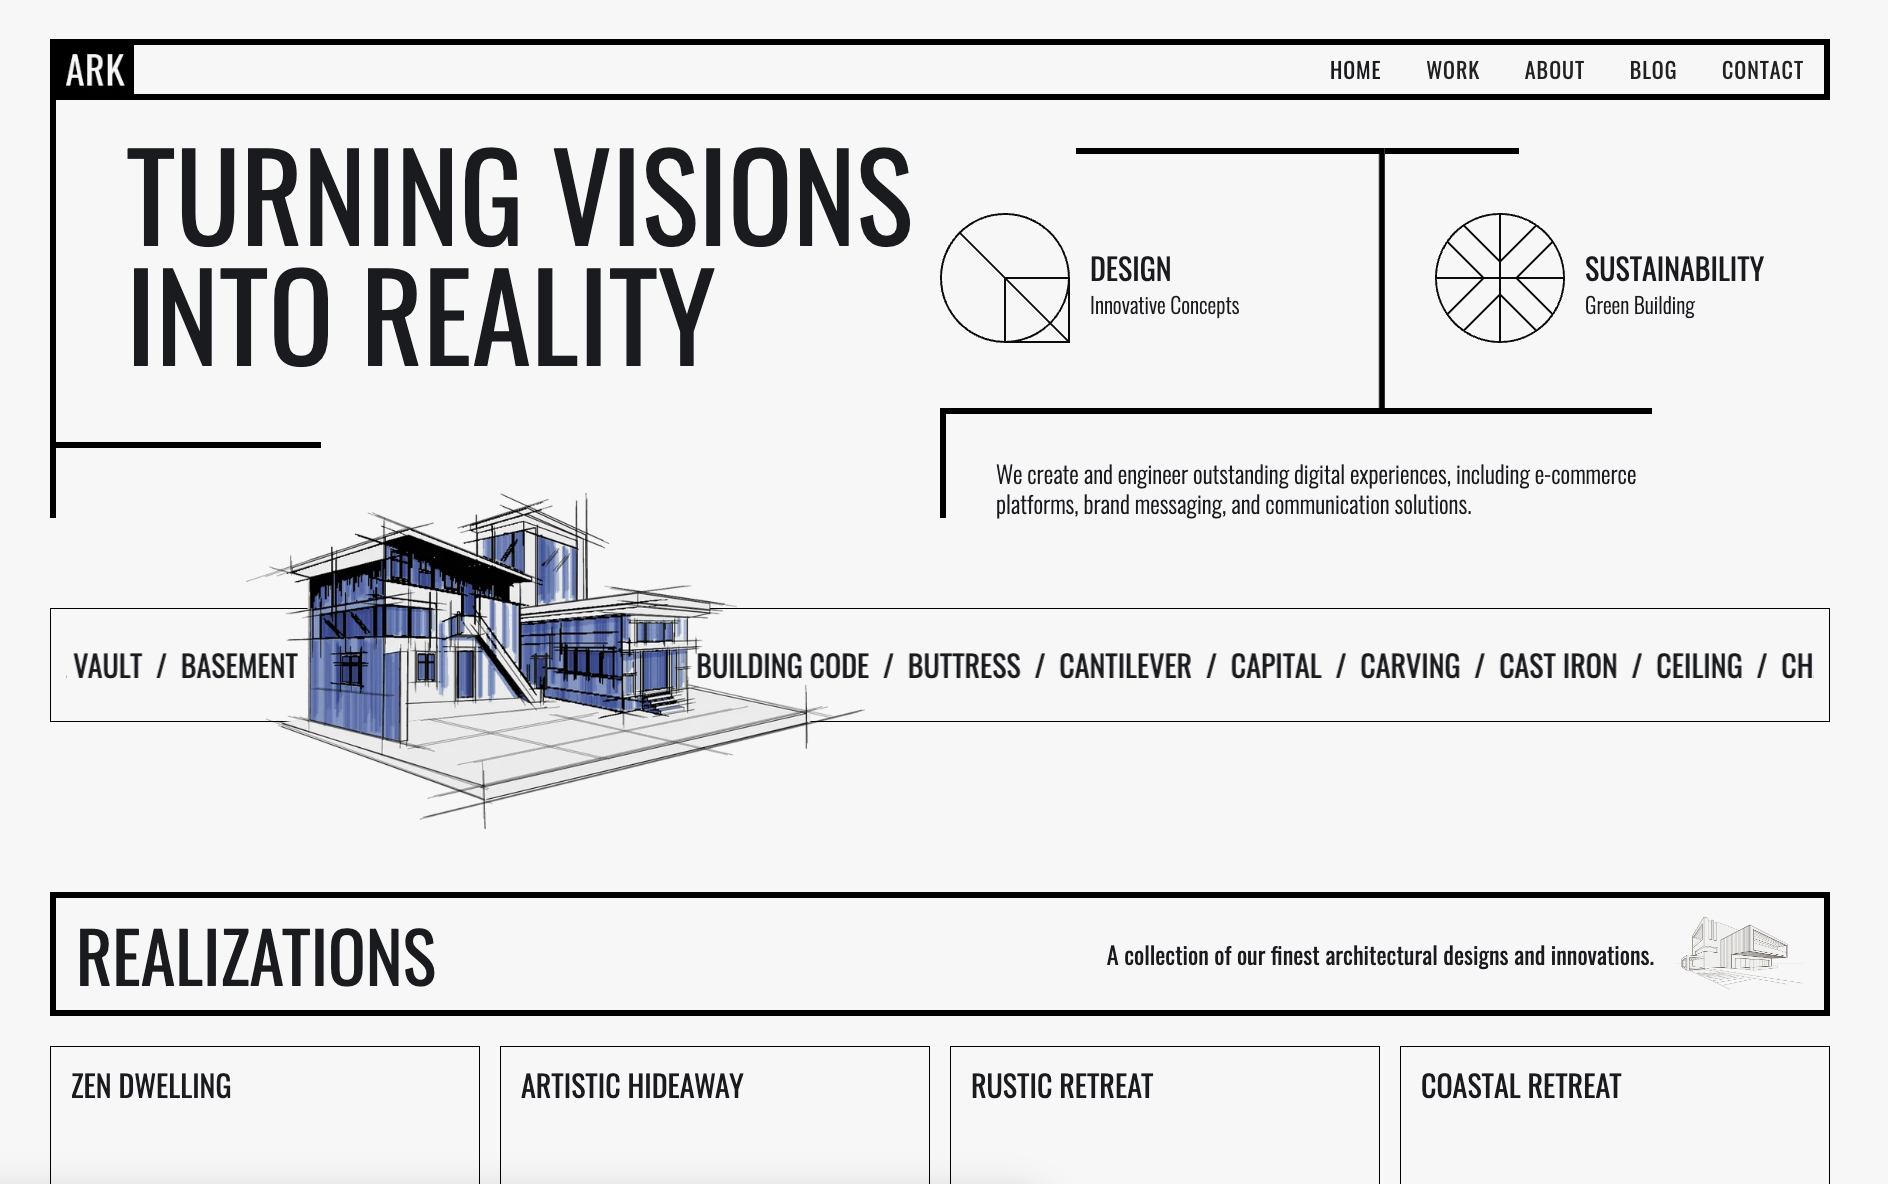 ARK
HOME WORK ABOUT BLOG CONTACT
TURNING VISIONS
INTO REALITY
DESIGN
Innovative Concepts
SUSTAINABILITY
Green Building
We create and engineer outstanding digital experiences, including e-commerce
platforms, brand messaging, and communication solutions.
VAULT / BASEMENT BUILDING CODE / BUTTRESS / CANTILEVER / CAPITAL / CARVING / CAST IRON / CEILING / CH
REALIZATIONS
A collection of our finest architectural designs and innovations.
ZEN DWELLING
ARTISTIC HIDEAWAY
RUSTIC RETREAT
COASTAL RETREAT